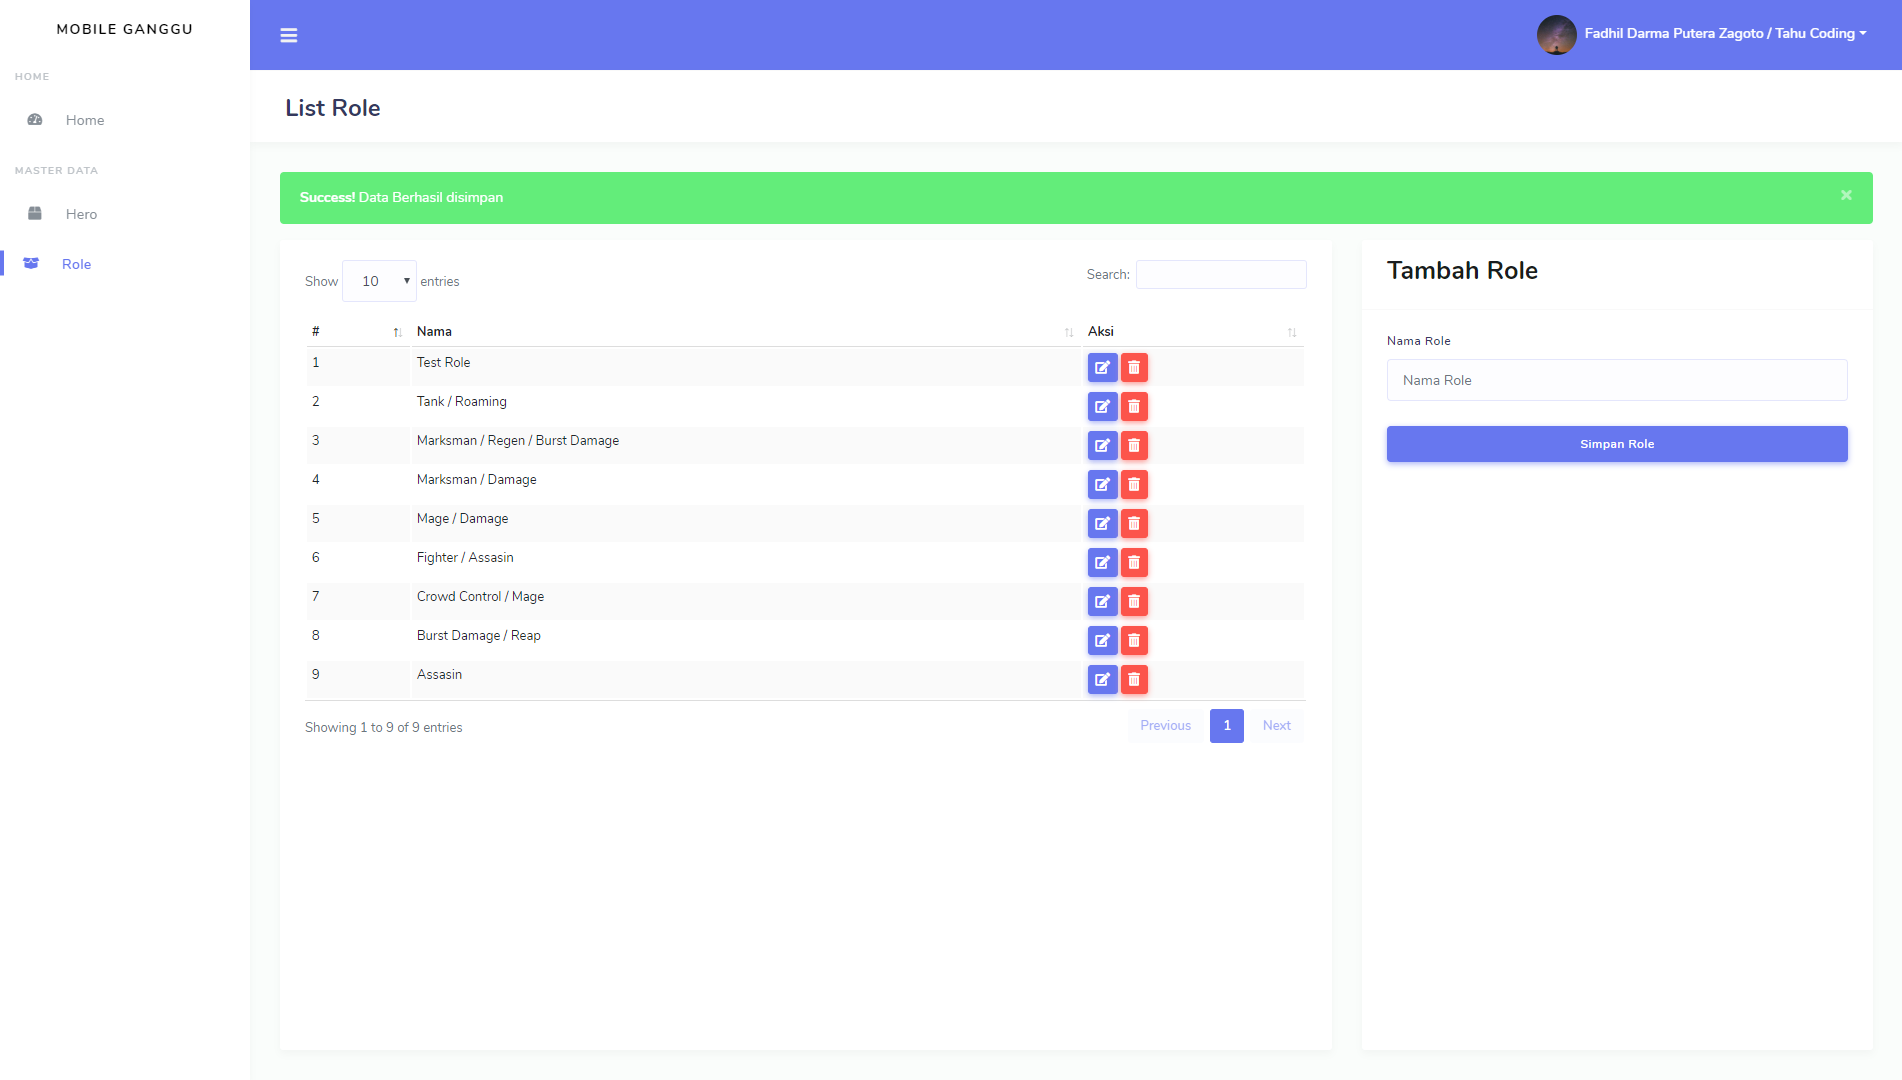 MOBILE GANGGU
HOME
Home
MASTER DATA
Hero
Role
Fadhil Darma Putera Zagoto / Tahu Coding
List Role
Success! Data Berhasil disimpan
×
Show 10 entries
Search:
# Nama Aksi
1 Test Role
2 Tank / Roaming
3 Marksman / Regen / Burst Damage
4 Marksman / Damage
5 Mage / Damage
6 Fighter / Assasin
7 Crowd Control / Mage
8 Burst Damage / Reap
9 Assasin
Showing 1 to 9 of 9 entries
Previous 1 Next
Tambah Role
Nama Role
Nama Role
Simpan Role